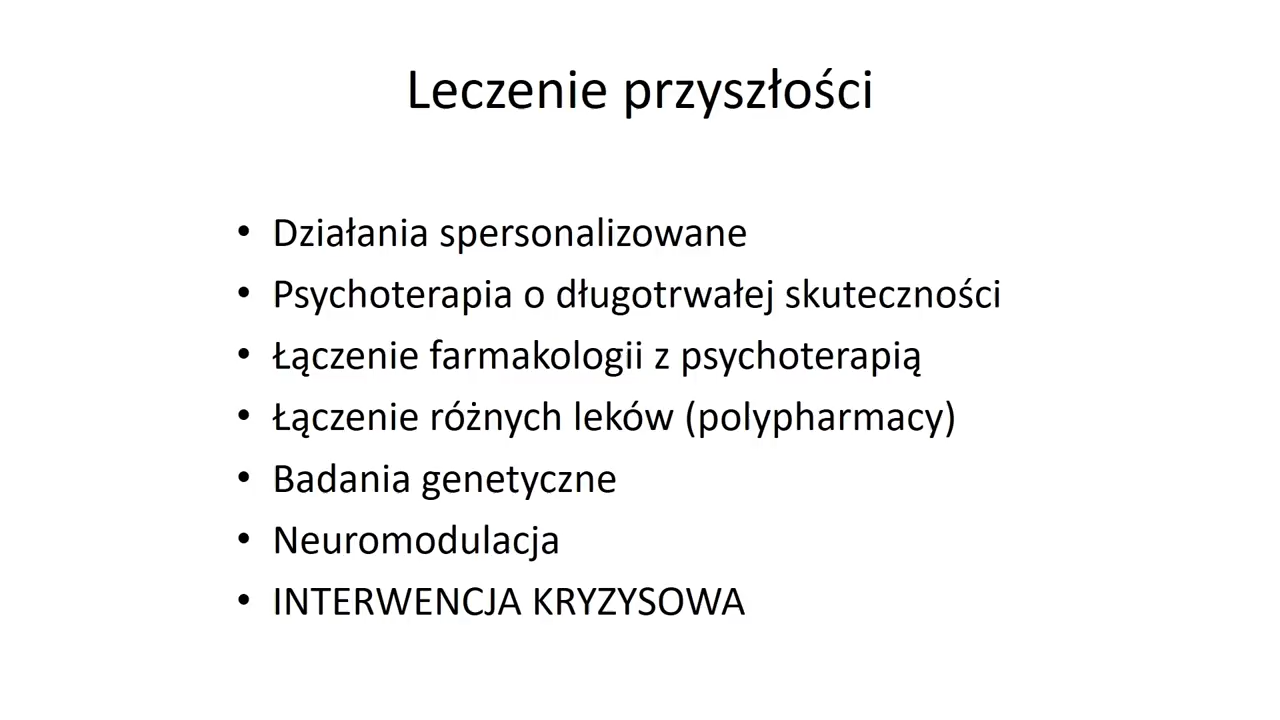 Leczenie przyszłości
• Działania spersonalizowane
• Psychoterapia o długotrwałej skuteczności
• Łączenie farmakologii z psychoterapią
• Łączenie różnych leków (polypharmacy)
• Badania genetyczne
• Neuromodulacja
• INTERWENCJA KRYZYSOWA